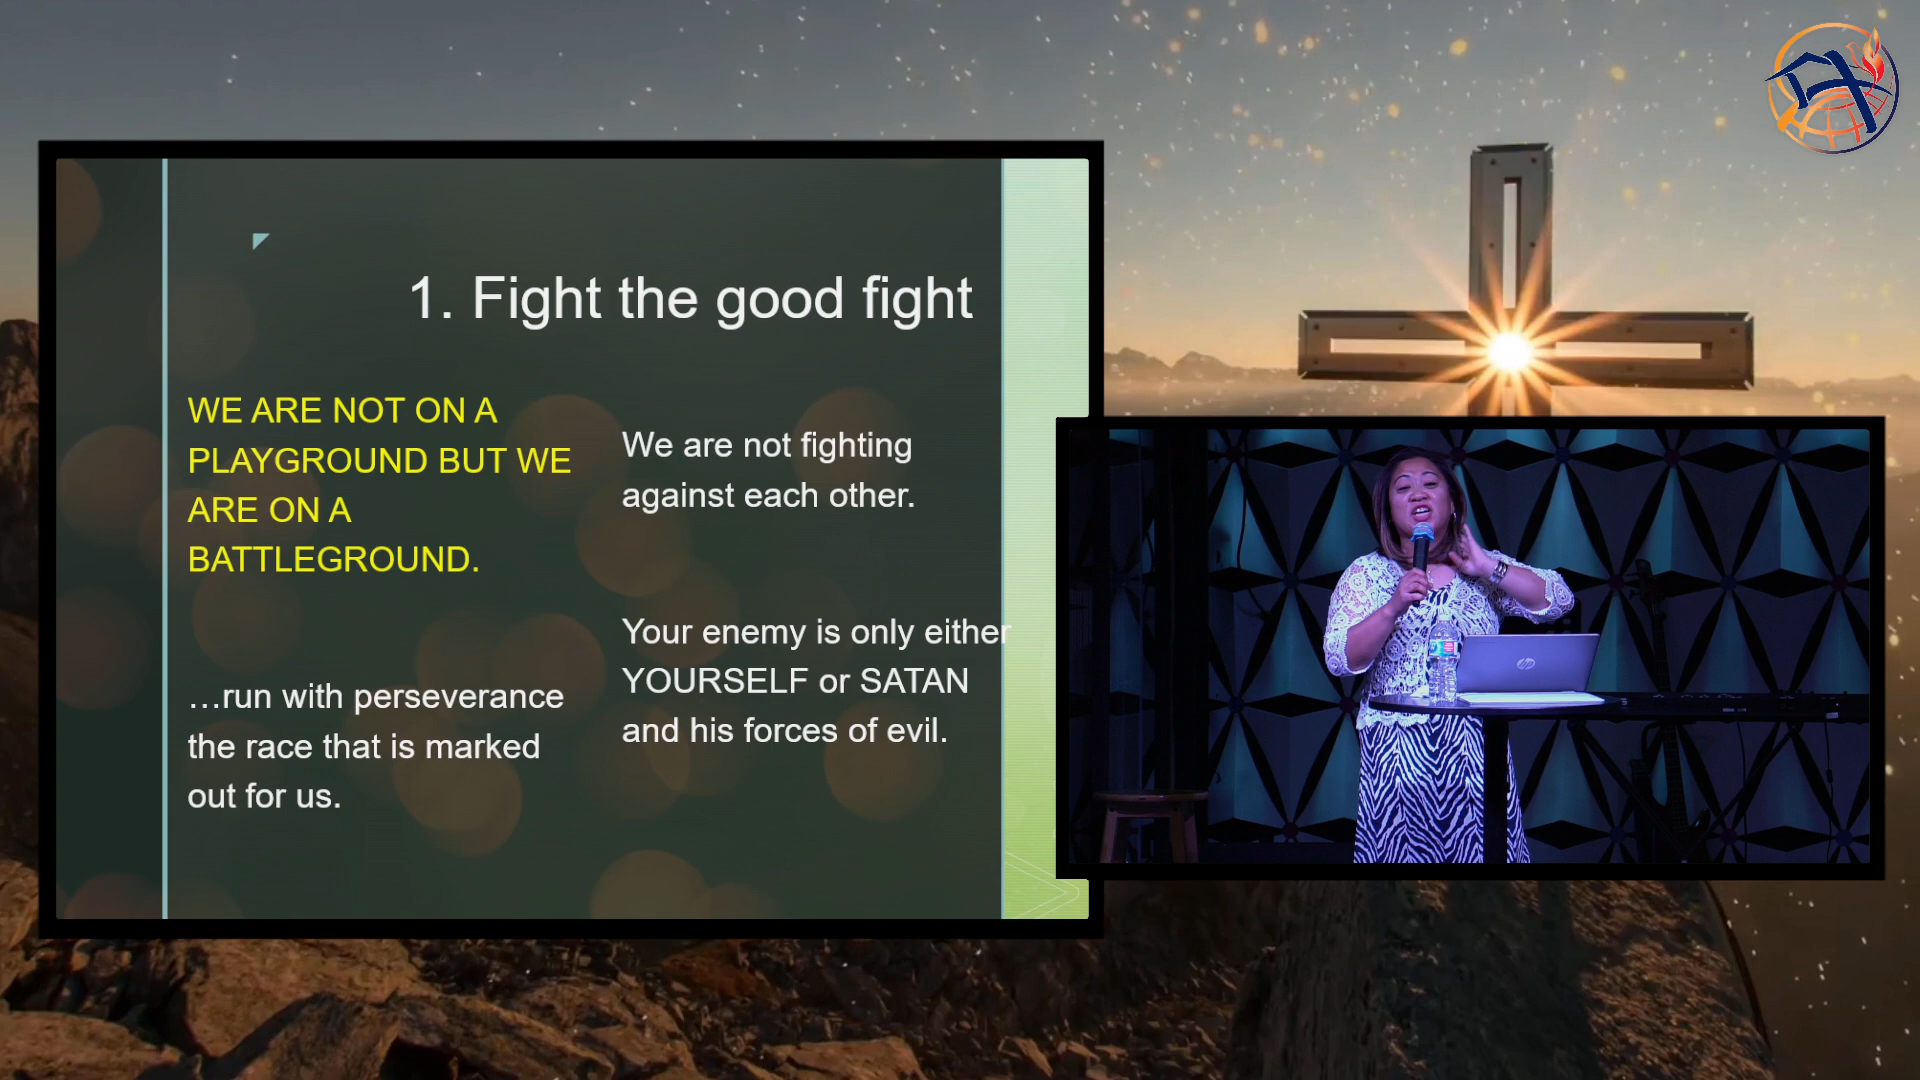 1. Fight the good fight
WE ARE NOT ON A
PLAYGROUND BUT WE
ARE ON A
BATTLEGROUND.
…run with perseverance
the race that is marked
out for us.
We are not fighting
against each other.
Your enemy is only either
YOURSELF or SATAN
and his forces of evil.
hp